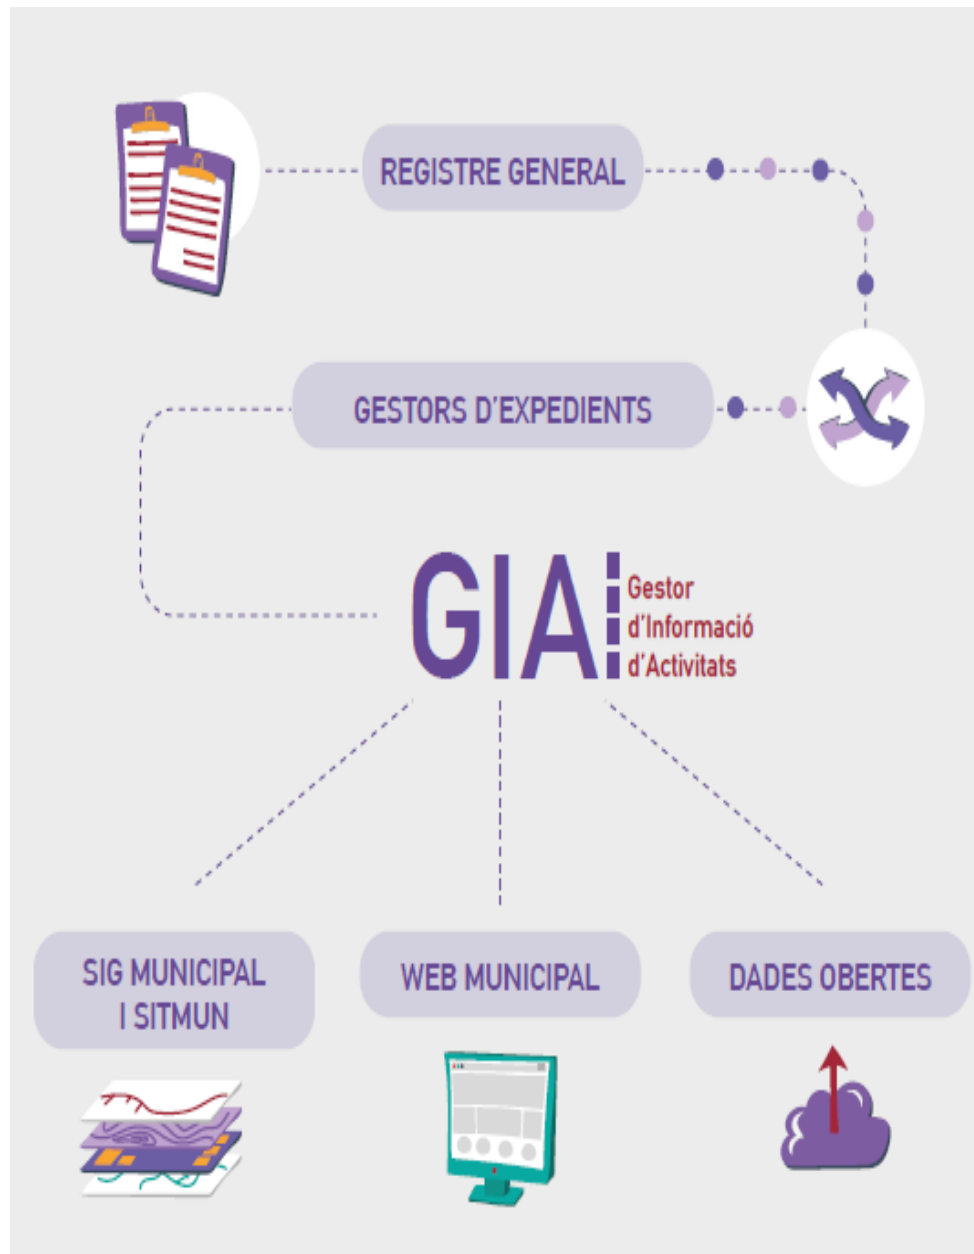 REGISTRE GENERAL
GESTORS D'EXPEDIENTS
GIA
Gestor
d'Informació
d'Activitats
SIG MUNICIPAL
I SITMUN
WEB MUNICIPAL
DADES OBERTES